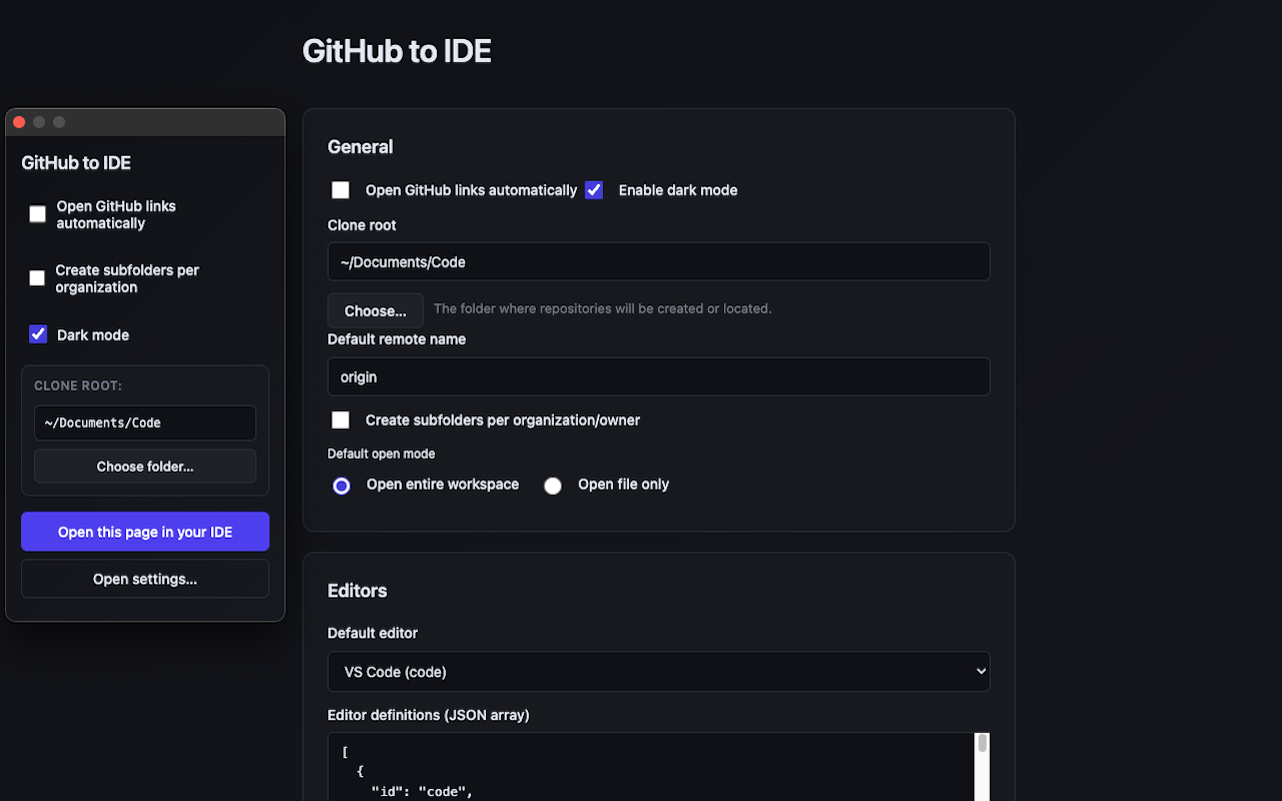 GitHub to IDE
GitHub to IDE
Open GitHub links
automatically
Create subfolders per
organization
Dark mode
CLONE ROOT:
~/Documents/Code
Choose folder...
Open this page in your IDE
Open settings...
General
Open GitHub links automatically
Enable dark mode
Clone root
~/Documents/Code
Choose...
The folder where repositories will be created or located.
Default remote name
origin
Create subfolders per organization/owner
Default open mode
Open entire workspace
Open file only
Editors
Default editor
VS Code (code)
Editor definitions (JSON array)
[
{
"id": "code",